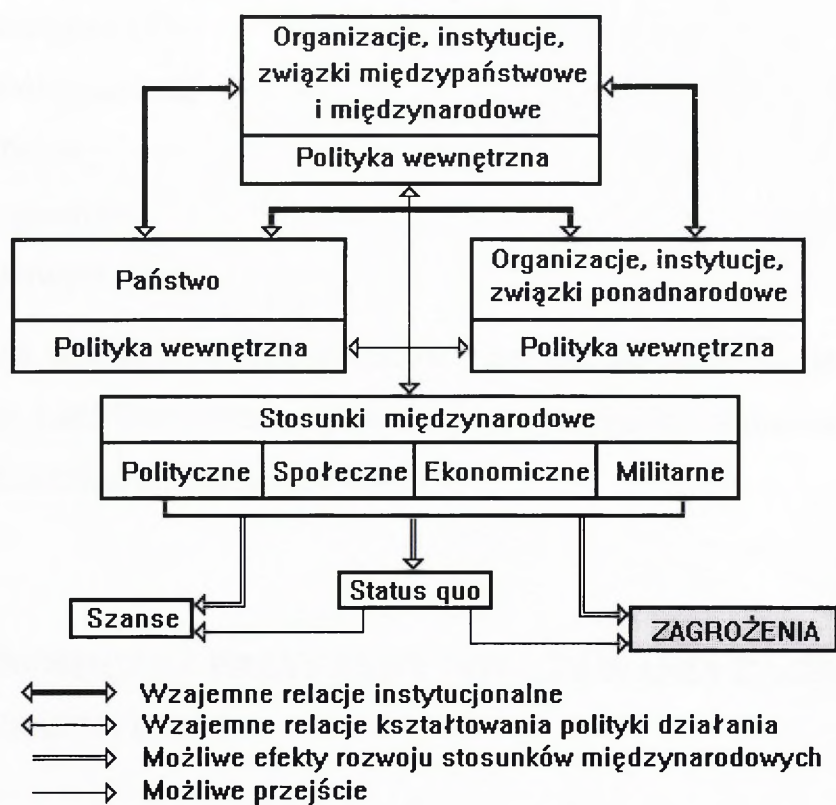 Organizacje, instytucje,
związki międzypaństwowe
i międzynarodowe
Polityka wewnętrzna
Państwo
Polityka wewnętrzna
Organizacje, instytucje,
związki ponadnarodowe
Polityka wewnętrzna
Stosunki międzynarodowe
Polityczne Społeczne Ekonomiczne Militarne
Status quo
Szanse
ZAGROŻENIA
Wzajemne relacje instytucjonalne
Wzajemne relacje kształtowania polityki działania
Możliwe efekty rozwoju stosunków międzynarodowych
Możliwe przejście